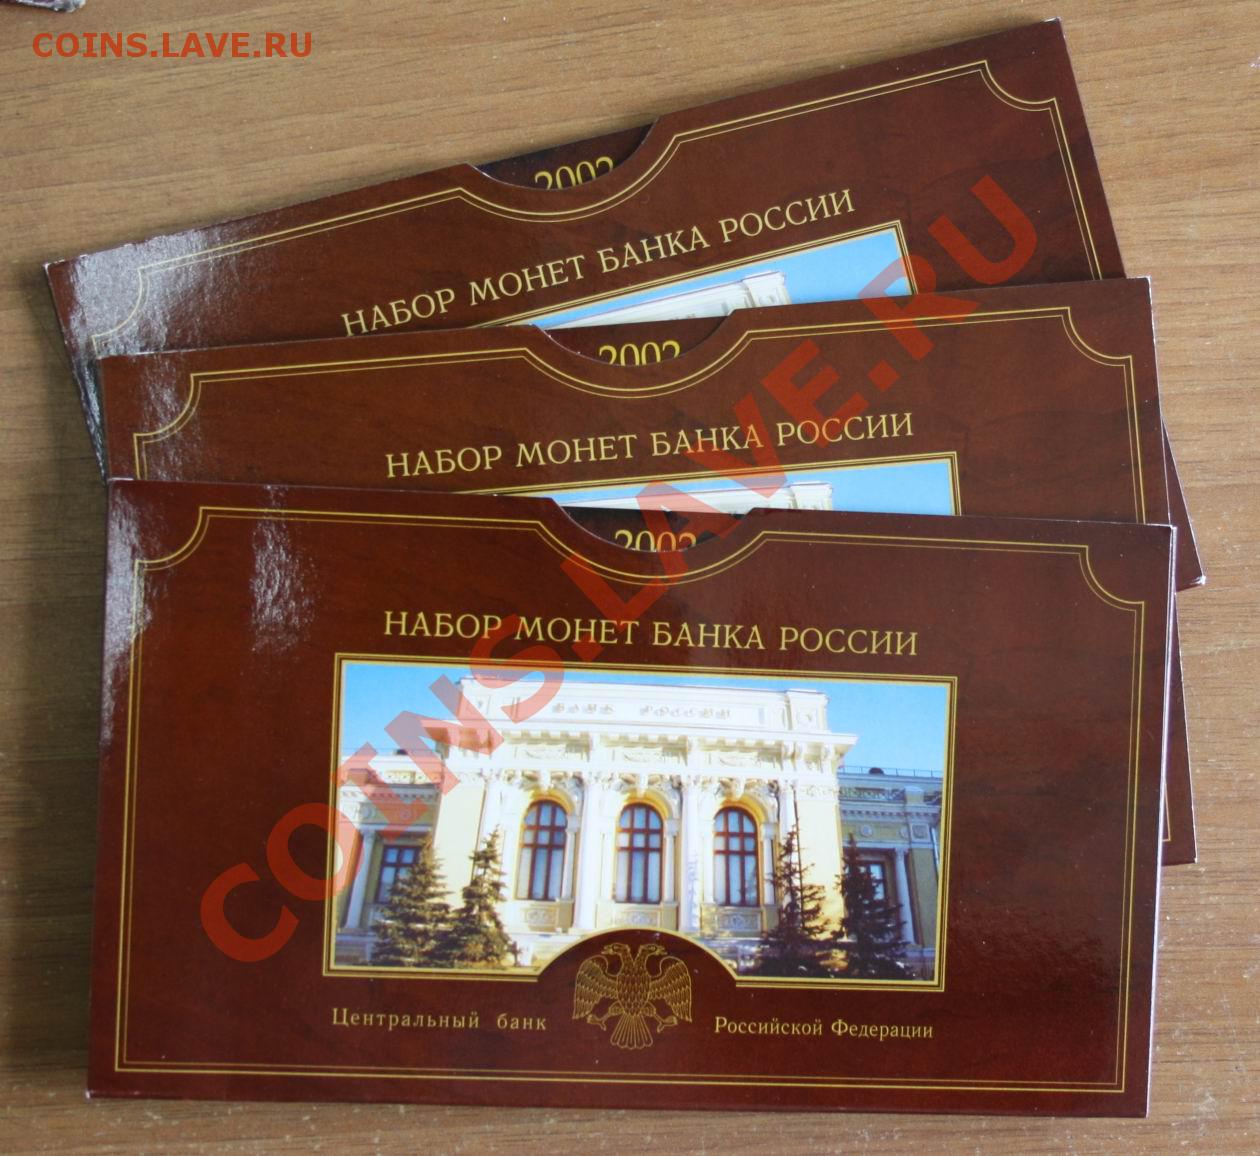 COINS.LAVE.RU
2002
НАБОР МОНЕТ БАНКА РОССИИ
2002
НАБОР МОНЕТ БАНКА РОССИИ
2002
НАБОР МОНЕТ БАНКА РОССИИ
БАНК РОССИИ
Центральный банк
Российской Федерации
COINS.LAVE.RU